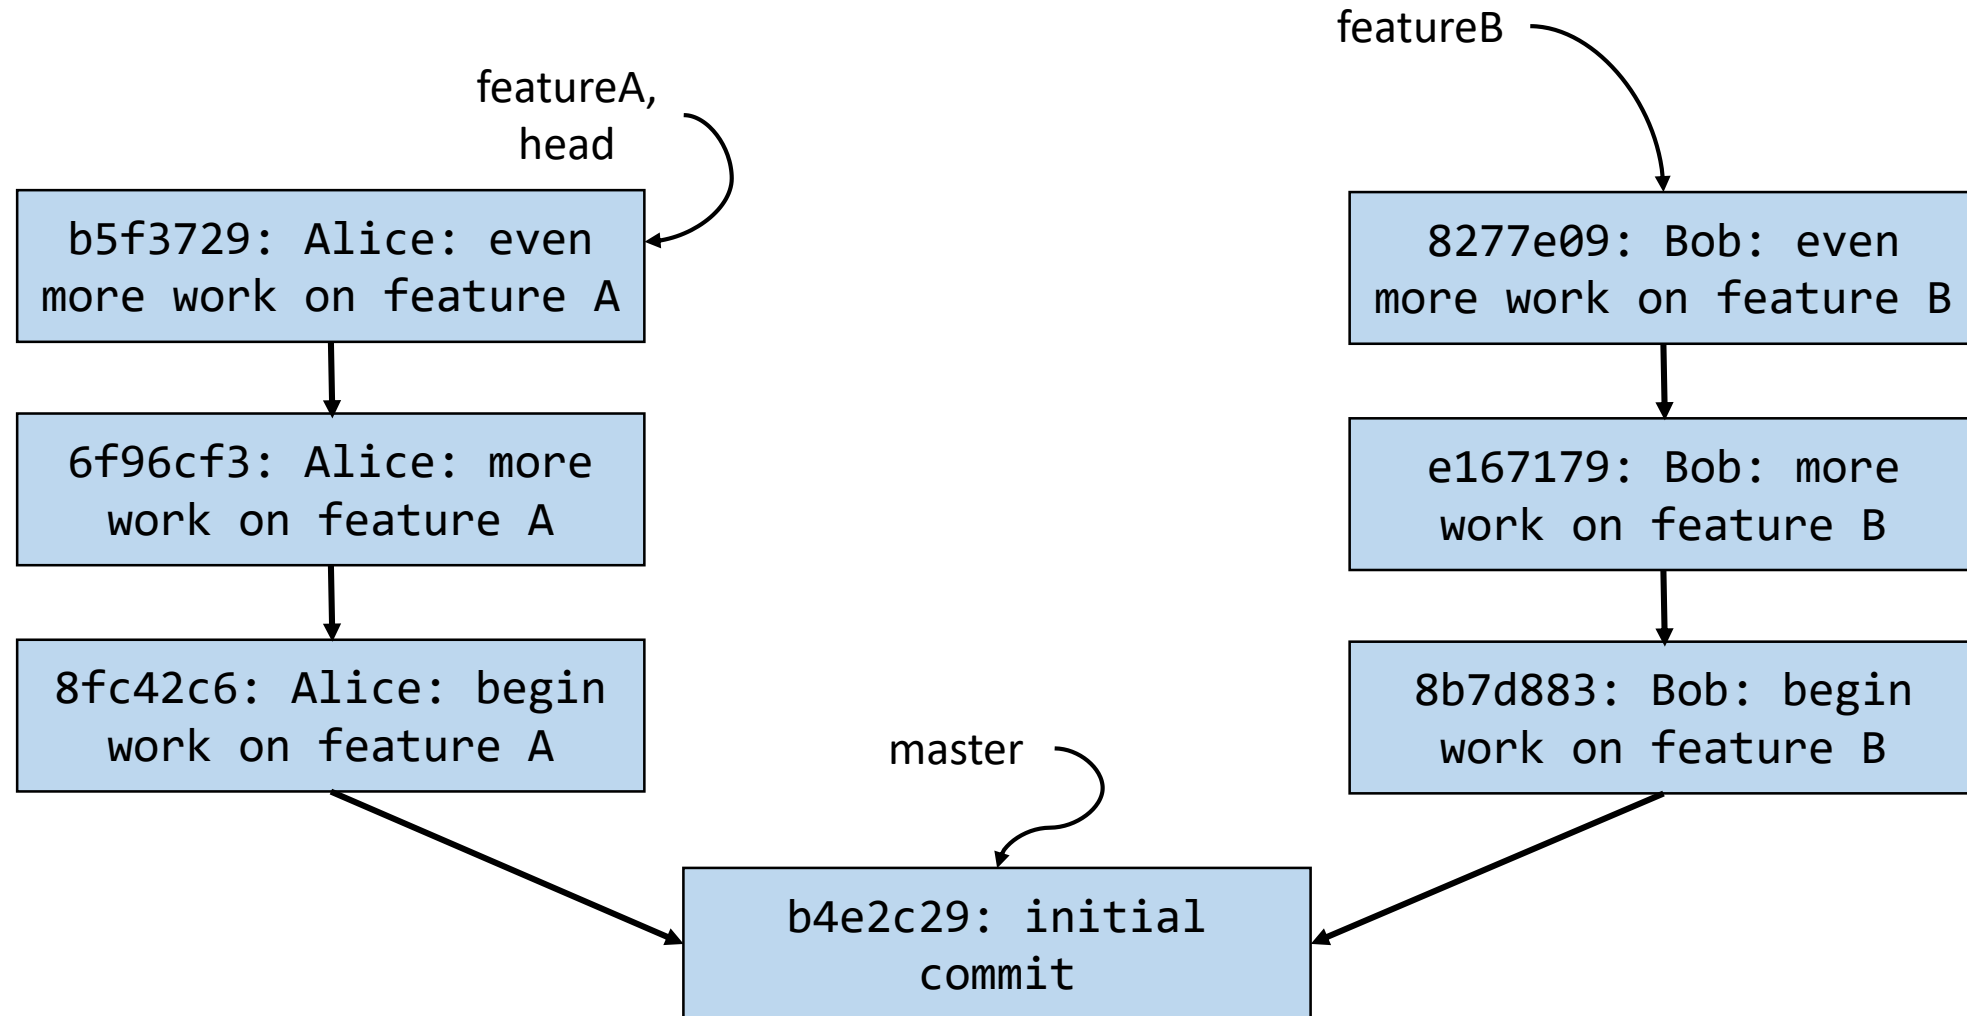 featureB
featureA,
head
b5f3729: Alice: even
more work on feature A
8277e09: Bob: even
more work on feature B
6f96cf3: Alice: more
work on feature A
e167179: Bob: more
work on feature B
8fc42c6: Alice: begin
work on feature A
8b7d883: Bob: begin
work on feature B
master
b4e2c29: initial
commit